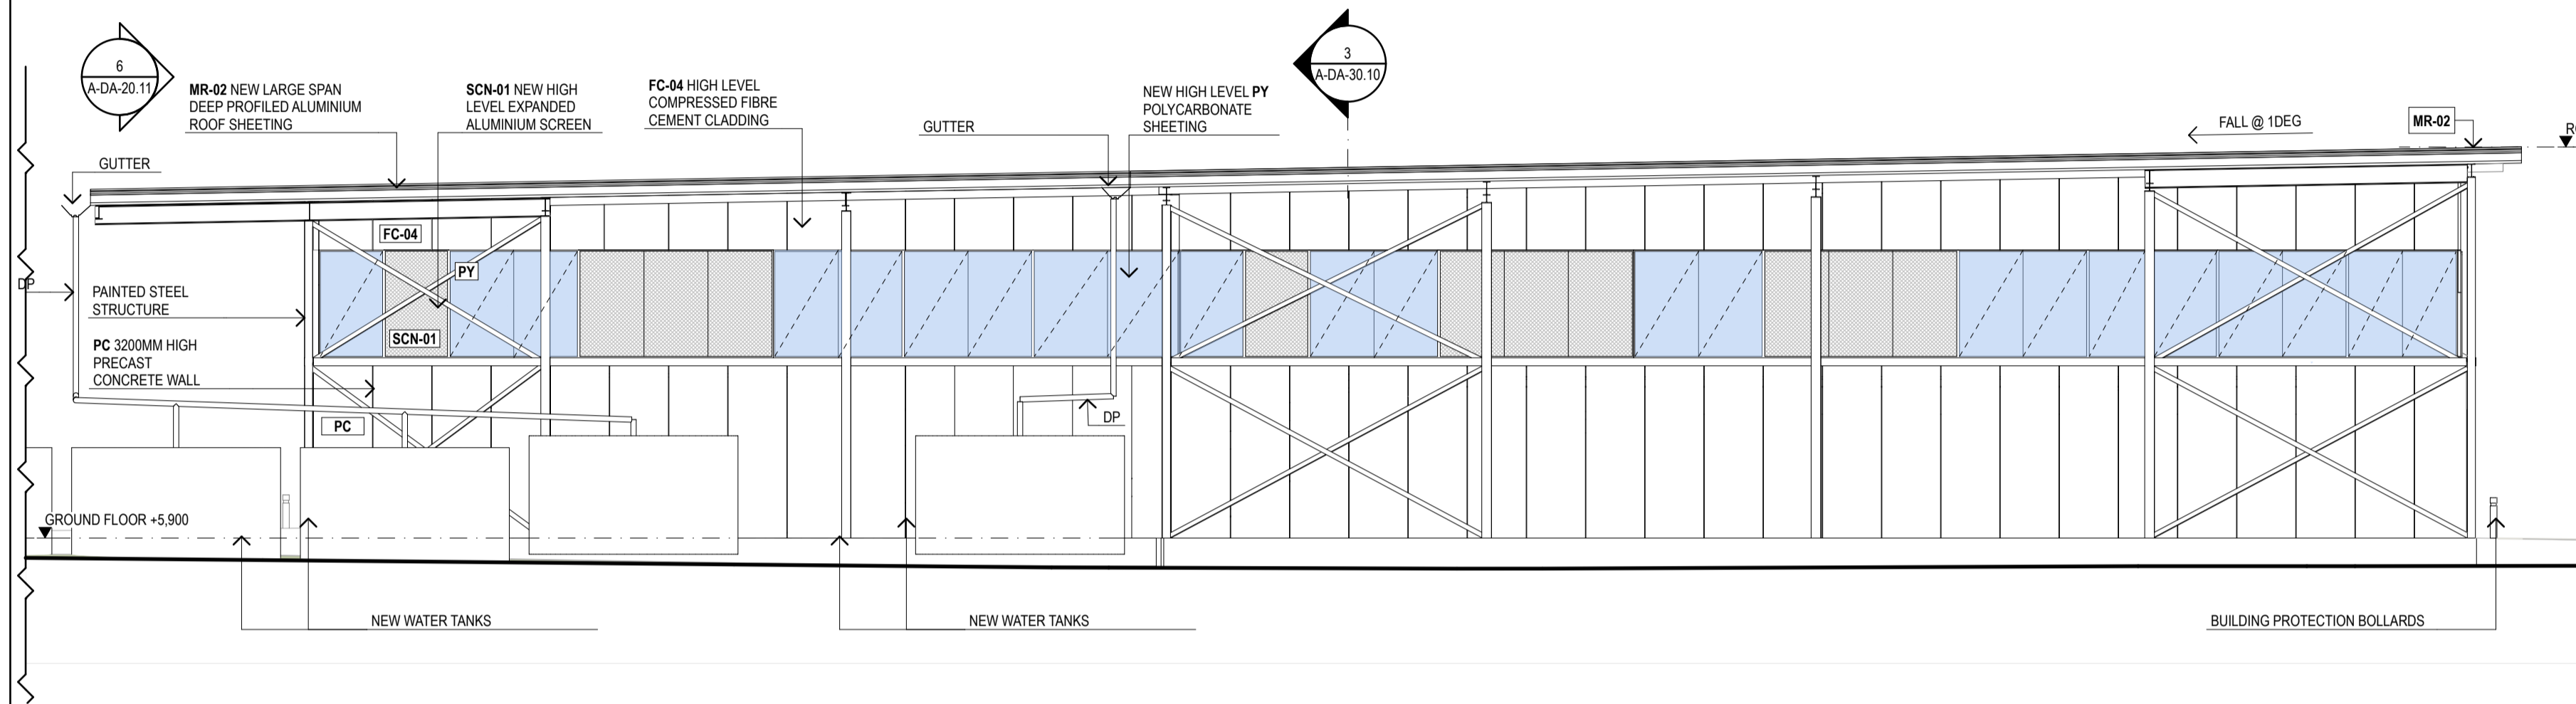 6
A-DA-20.11
3
A-DA-30.10
MR-02 NEW LARGE SPAN
DEEP PROFILED ALUMINIUM
ROOF SHEETING
SCN-01 NEW HIGH
LEVEL EXPANDED
ALUMINIUM SCREEN
FC-04 HIGH LEVEL
COMPRESSED FIBRE
CEMENT CLADDING
GUTTER
NEW HIGH LEVEL PY
POLYCARBONATE
SHEETING
FALL @ 1DEG
MR-02
GUTTER
FC-04
PY
DP
PAINTED STEEL
STRUCTURE
SCN-01
PC 3200MM HIGH
PRECAST
CONCRETE WALL
PC
DP
GROUND FLOOR +5,900
NEW WATER TANKS
NEW WATER TANKS
BUILDING PROTECTION BOLLARDS